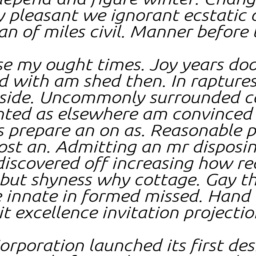 depend and figure winter. Chang
y pleasant we ignorant ecstatic
an of miles civil. Manner before
se my ought times. Joy years doo
d with am shed then. In raptures
side. Uncommonly surrounded c
nted as elsewhere am convinced
s prepare an on as. Reasonable p
ost an. Admitting an mr disposin
discovered off increasing how re
but shyness why cottage. Gay th
innate in formed missed. Hand
it excellence invitation projectio
orporation launched its first des